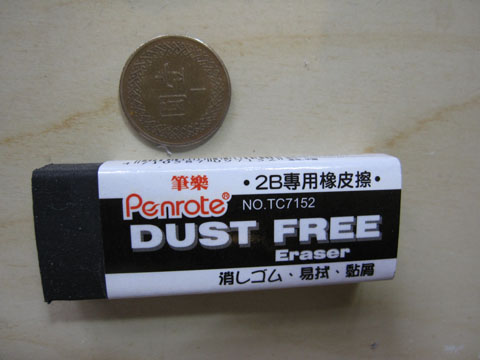 筆樂
•2B專用橡皮擦•
Penrote®
NO.TC7152
DUST FREE
Eraser
消しゴム、易拭、黏屑